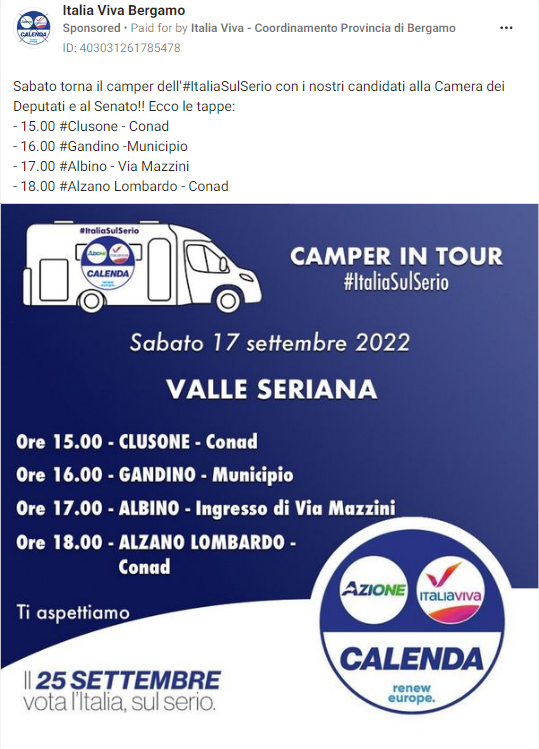 Italia Viva Bergamo
Sponsored • Paid for by Italia Viva - Coordinamento Provincia di Bergamo
ID: 403031261785478
Sabato torna il camper dell'#ItaliaSulSerio con i nostri candidati alla Camera dei
Deputati e al Senato!! Ecco le tappe:
- 15.00 #Clusone - Conad
- 16.00 #Gandino -Municipio
- 17.00 #Albino - Via Mazzini
- 18.00 #Alzano Lombardo - Conad
#ItaliaSulSerio
AZIONE
ITALIAVIVA
CALENDA
renew
europe.
CAMPER IN TOUR
#ItaliaSulSerio
Sabato 17 settembre 2022
VALLE SERIANA
Ore 15.00 - CLUSONE - Conad
Ore 16.00 - GANDINO - Municipio
Ore 17.00 - ALBINO - Ingresso di Via Mazzini
Ore 18.00 - ALZANO LOMBARDO -
Conad
Ti aspettiamo
AZIONE
ITALIAVIVA
CALENDA
renew
europe.
Il 25 SETTEMBRE
vota l'Italia, sul serio.